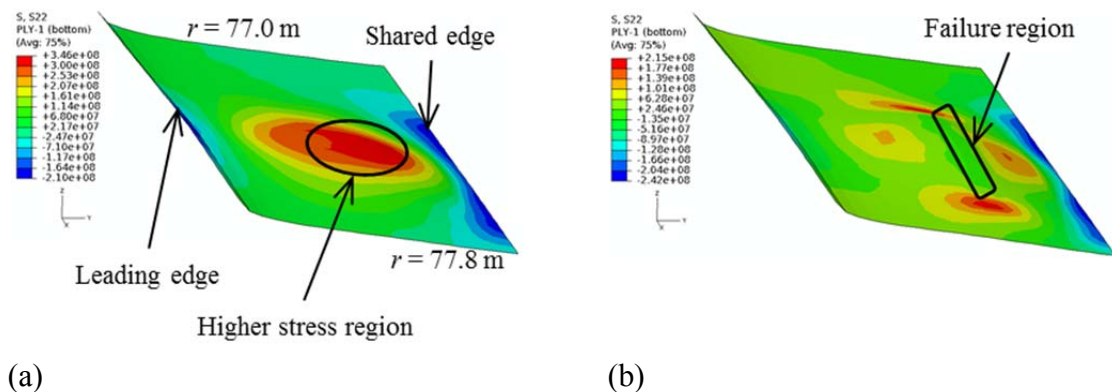 S, S22
PLY-1 (bottom)
(Avg: 75%)
+3.46e+08
+3.00e+08
+2.53e+08
+2.07e+08
+1.61e+08
+1.14e+08
+6.80e+07
+2.17e+07
-2.47e+07
-7.10e+07
-1.17e+08
-1.64e+08
-2.10e+08
Z
Y
X
r = 77.0 m
Shared edge
r = 77.8 m
Leading edge
Higher stress region
(a)
S, S22
PLY-1 (bottom)
(Avg: 75%)
+2.15e+08
+1.77e+08
+1.39e+08
+1.01e+08
+6.28e+07
+2.46e+07
-1.35e+07
-5.16e+07
-8.97e+07
-1.28e+08
-1.66e+08
-2.04e+08
-2.42e+08
Z
Y
X
Failure region
(b)